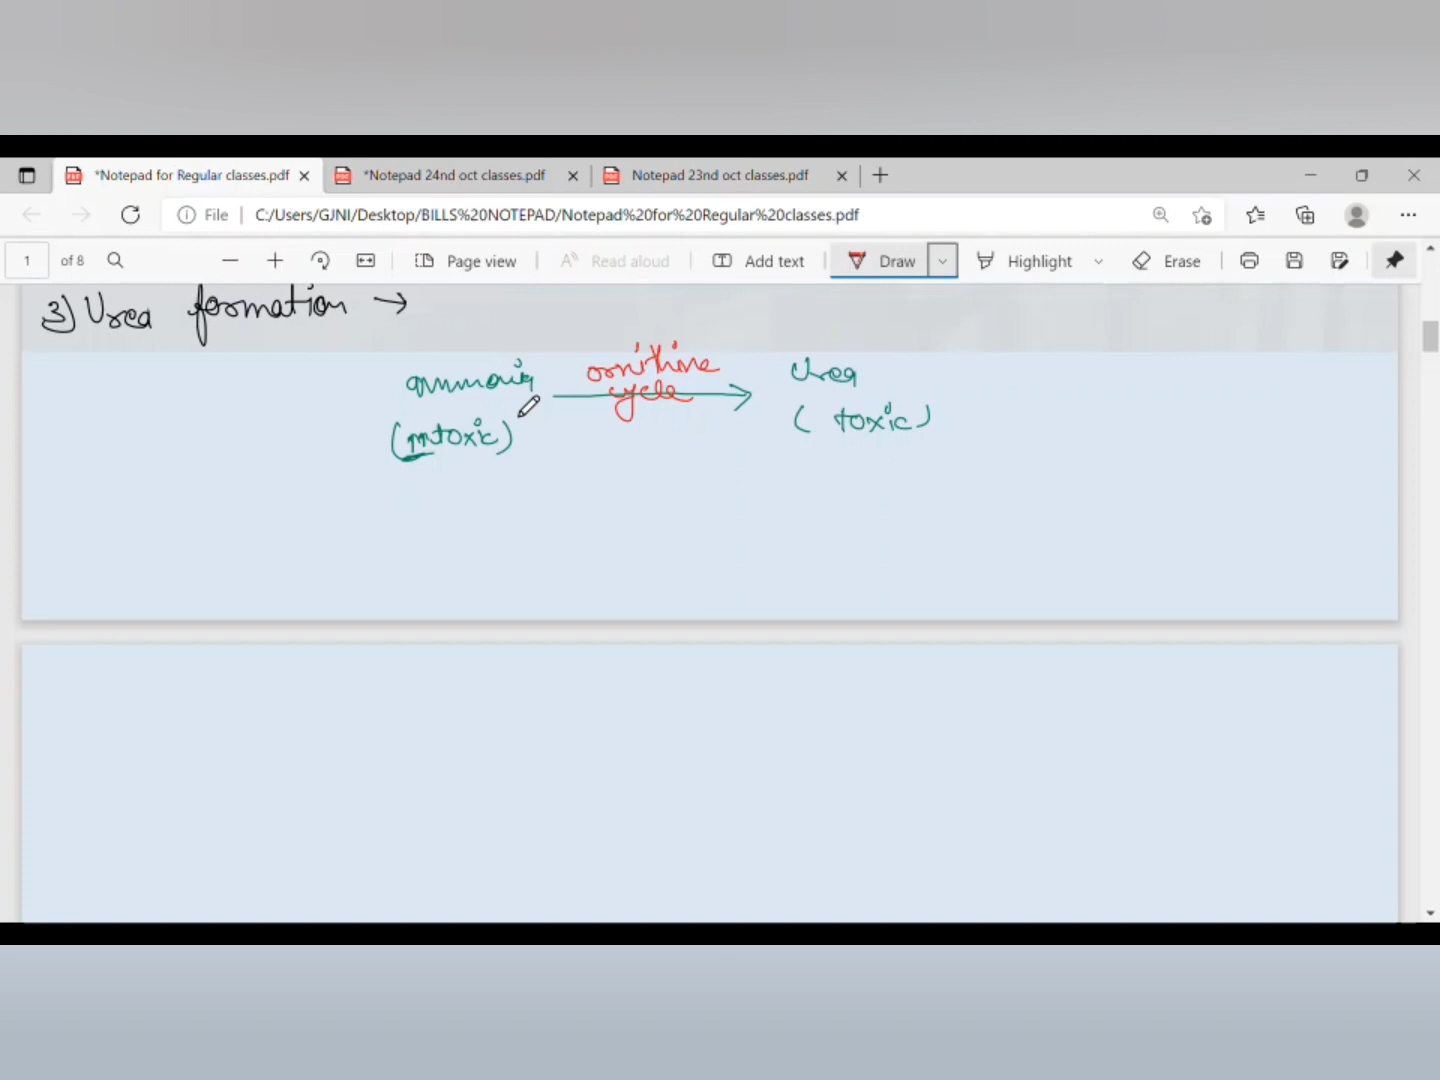 *Notepad for Regular classes.pdf
*Notepad 24nd oct classes.pdf
Notepad 23nd oct classes.pdf
File
C:/Users/GJNI/Desktop/BILLS%20NOTEPAD/Notepad%20for%20Regular%20classes.pdf
1 of 8
Page view
Read aloud
Add text
Draw
Highlight
Erase
3) Urea formation →
ornithine
cycle
Urea
(mtoxic)
(toxic)